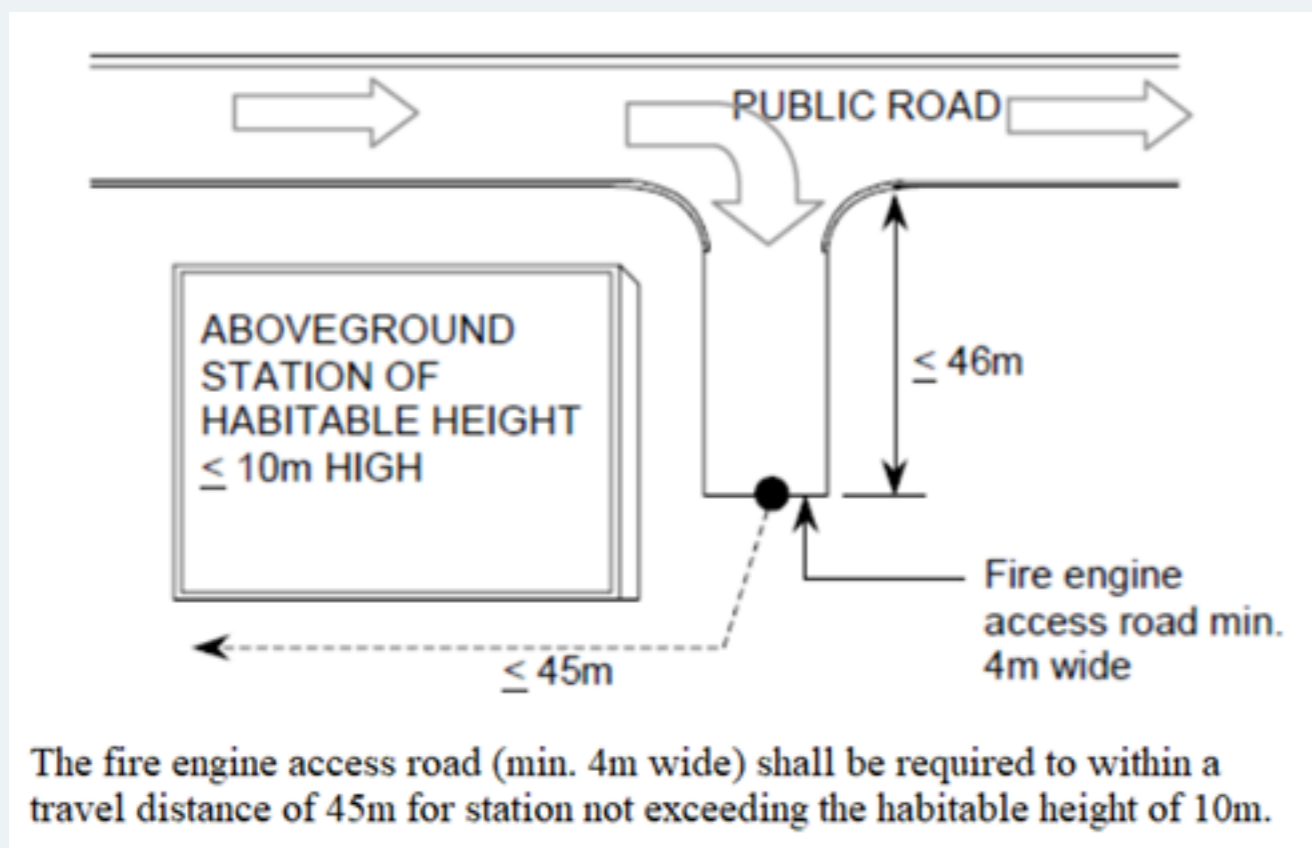 PUBLIC ROAD
ABOVEGROUND
STATION OF
HABITABLE HEIGHT
≤ 10m HIGH
≤ 46m
Fire engine
access road min.
4m wide
≤ 45m
The fire engine access road (min. 4m wide) shall be required to within a
travel distance of 45m for station not exceeding the habitable height of 10m.